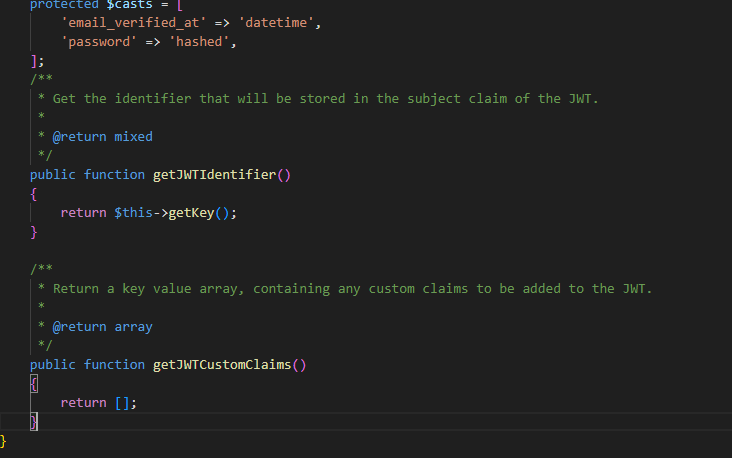 protected $casts = [
'email_verified_at' => 'datetime',
'password' => 'hashed',
];
/**
* Get the identifier that will be stored in the subject claim of the JWT.
*
* @return mixed
*/
public function getJWTIdentifier()
{
return $this->getKey();
}
/**
* Return a key value array, containing any custom claims to be added to the JWT.
*
* @return array
*/
public function getJWTCustomClaims()
{
return [];
}
}